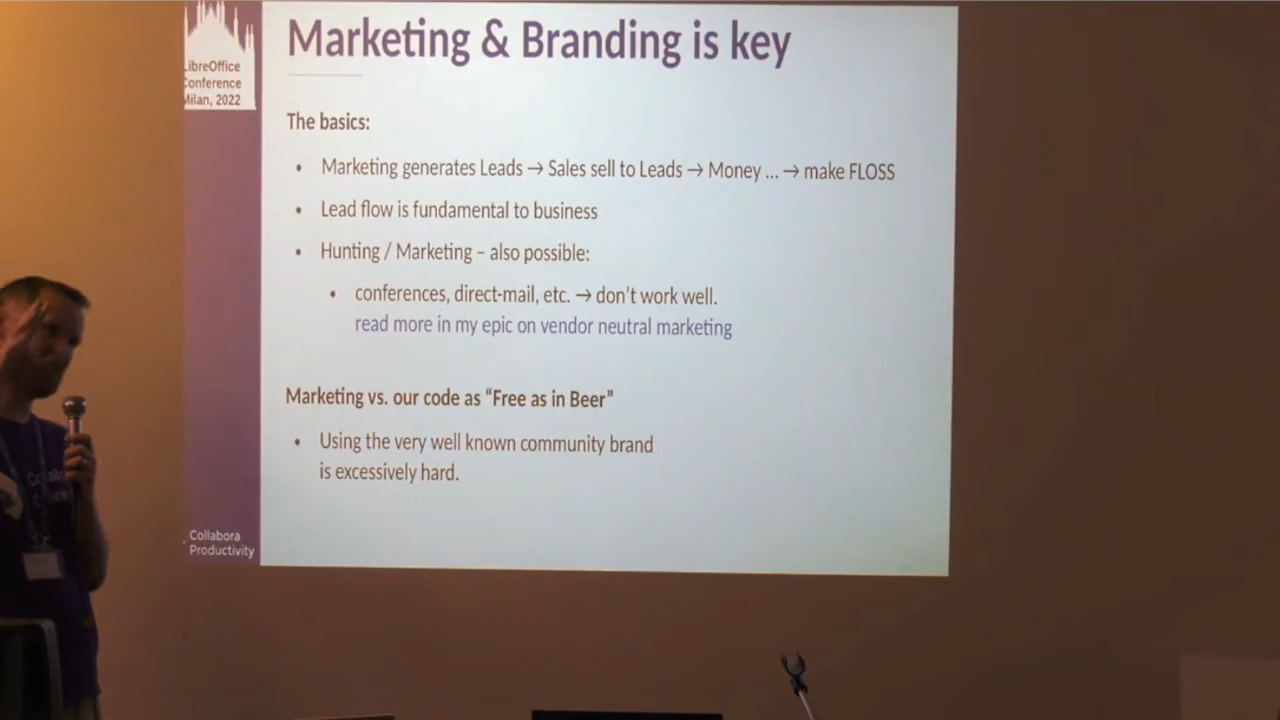 Marketing & Branding is key
LibreOffice
Conference
Milan, 2022
The basics:
• Marketing generates Leads → Sales sell to Leads → Money ... → make FLOSS
• Lead flow is fundamental to business
• Hunting / Marketing – also possible:
• conferences, direct-mail, etc. → don't work well.
read more in my epic on vendor neutral marketing
Marketing vs. our code as “Free as in Beer”
• Using the very well known community brand
is excessively hard.
Collabora
Productivity